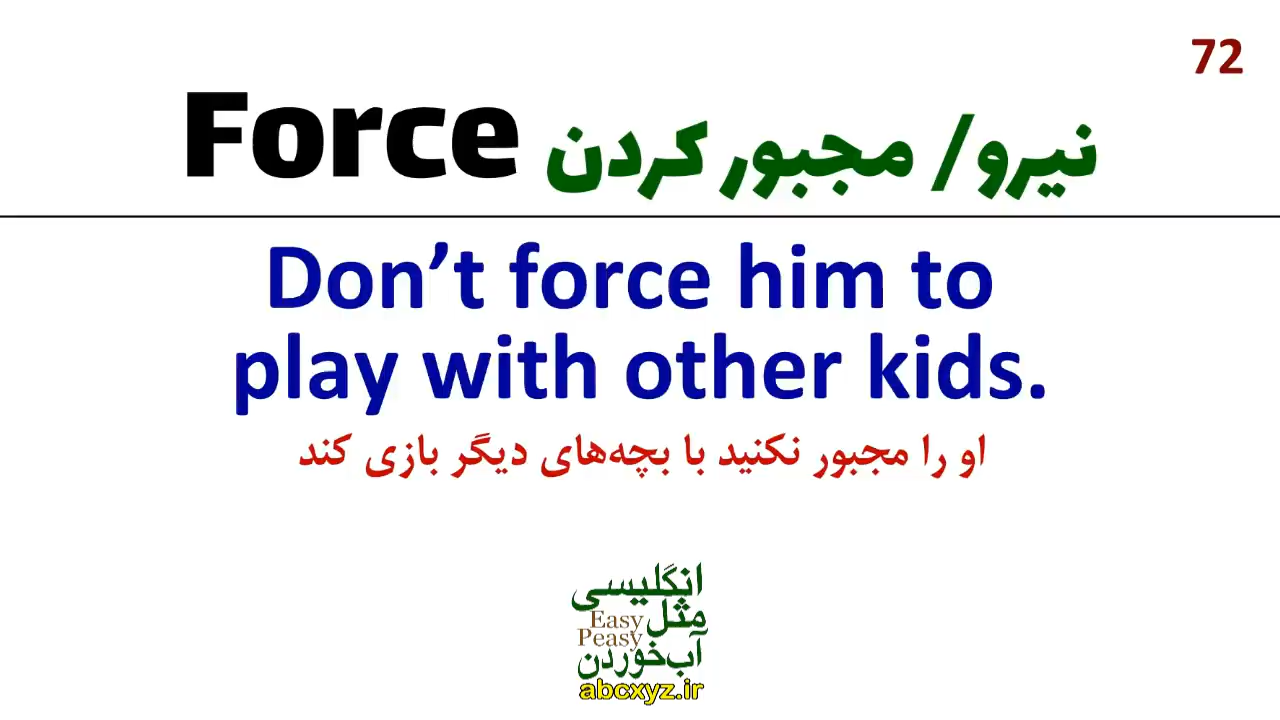 72
Force نیرو/ مجبور کردن
Don’t force him to
play with other kids.
او را مجبور نکنید با بچه‌های دیگر بازی کند
انگلیسی
مثل Easy
Peasy
آب‌خوردن
abcxyz.ir